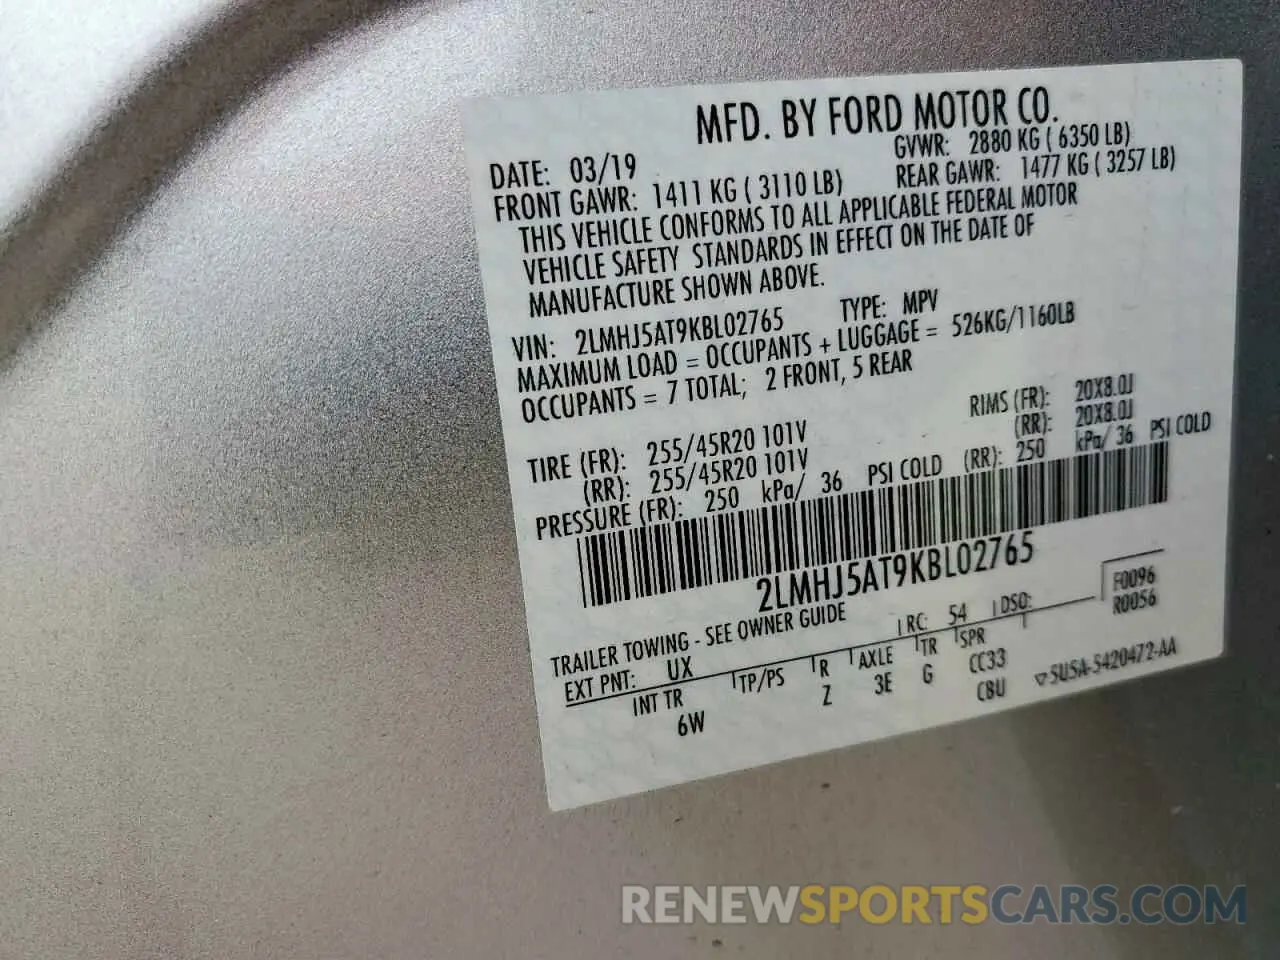 MFD. BY FORD MOTOR CO.
DATE: 03/19 GVWR: 2880 KG ( 6350 LB)
FRONT GAWR: 1411 KG ( 3110 LB) REAR GAWR: 1477 KG ( 3257 LB)
THIS VEHICLE CONFORMS TO ALL APPLICABLE FEDERAL MOTOR
VEHICLE SAFETY STANDARDS IN EFFECT ON THE DATE OF
MANUFACTURE SHOWN ABOVE.
VIN: 2LMHJ5AT9KBL02765 TYPE: MPV
MAXIMUM LOAD = OCCUPANTS + LUGGAGE = 526KG/1160LB
OCCUPANTS = 7 TOTAL; 2 FRONT, 5 REAR
TIRE (FR): 255/45R20 101V RIMS (FR): 20X8.0J
(RR): 255/45R20 101V (RR): 20X8.0J
PRESSURE (FR): 250 kPa/ 36 PSI COLD (RR): 250 kPa/ 36 PSI COLD
2LMHJ5AT9KBL02765
TRAILER TOWING - SEE OWNER GUIDE
F0096
EXT PNT: UX RC: 54 DSO: R0056
INT TR TP/PS R AXLE TR SPR
6W Z 3E G CC33
C8U ▽5USA-5420472-AA
RENEWSPORTSCARS.COM